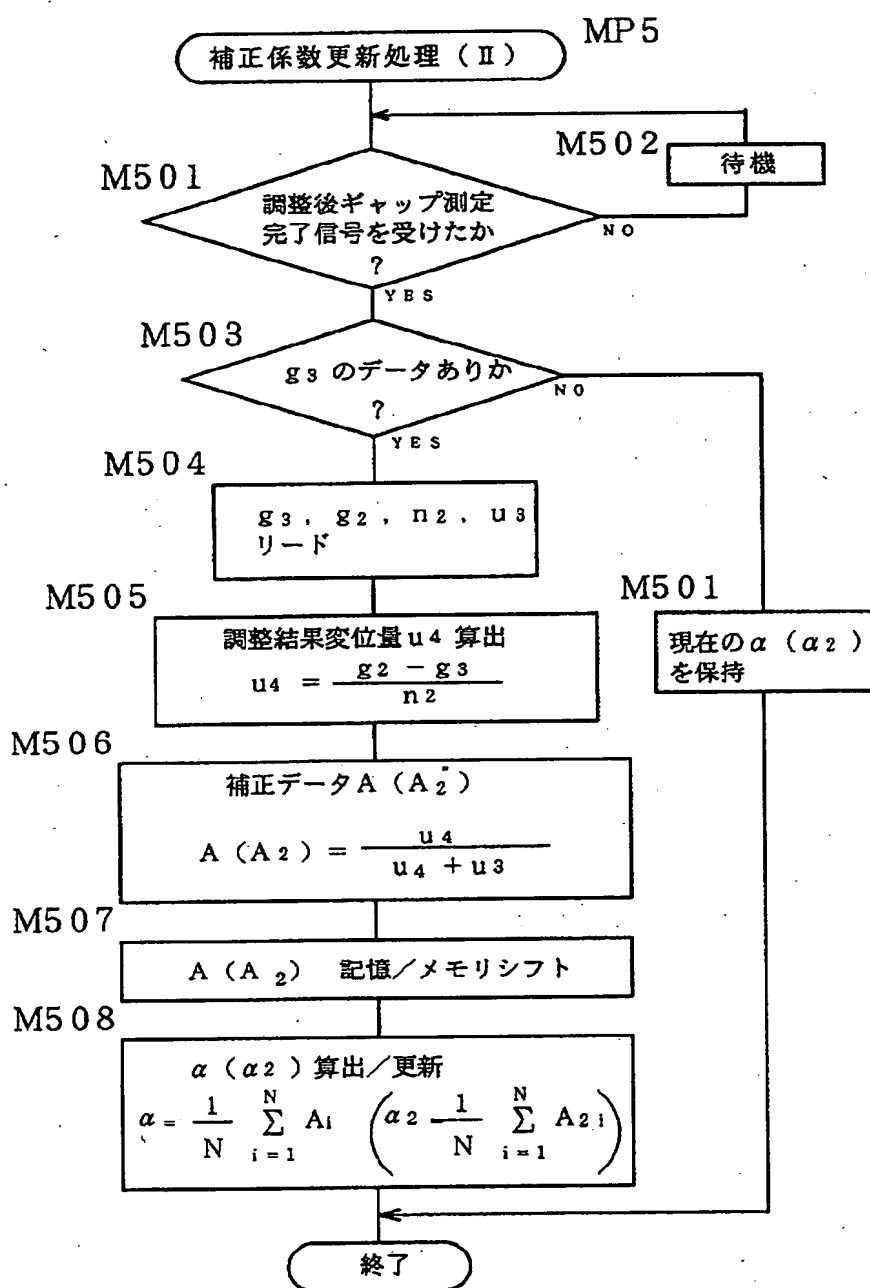 MP5
補正係数更新処理(Ⅱ)
M502
待機
M501
調整後ギャップ測定
完了信号を受けたか
?
NO
YES
M503
g3 のデータありか
?
NO
YES
M504
g3, g2, n2, u3
リード
M505
調整結果変位量u4 算出
u4 = (g2 − g3) / n2
M501
現在のα(α2)
を保持
M506
補正データA(A2)
A(A2)= u4 / (u4 + u3)
M507
A(A2) 記憶/メモリシフト
M508
α(α2)算出/更新
α = 1/N Σ i=1 N Ai (α2 = 1/N Σ i=1 N A2i)
終了